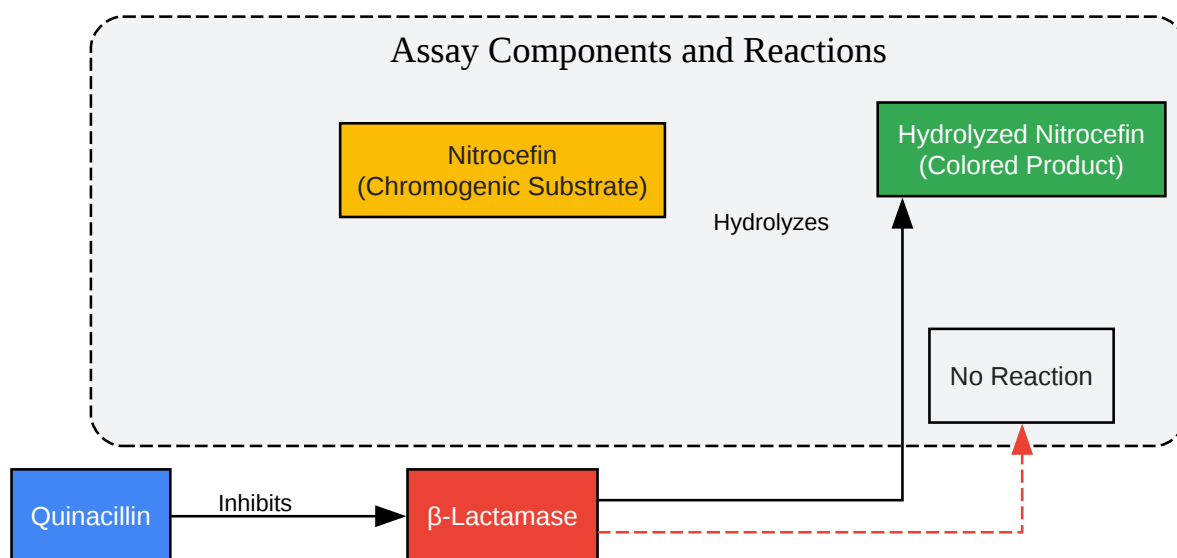 Assay Components and Reactions
Nitrocefin
(Chromogenic Substrate)
Hydrolyzed Nitrocefin
(Colored Product)
Hydrolyzes
No Reaction
Quinacillin
Inhibits
β-Lactamase